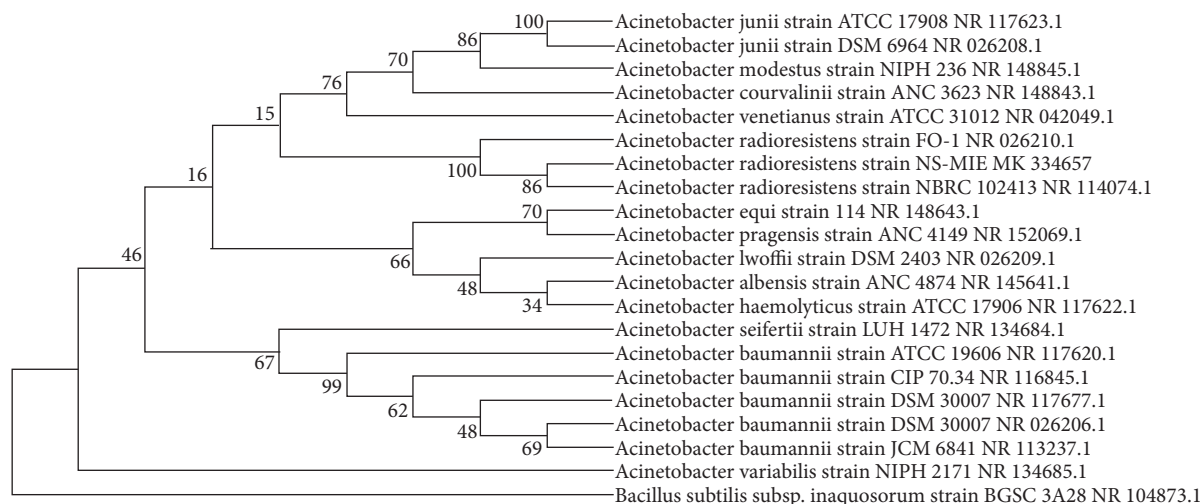 100
Acinetobacter junii strain ATCC 17908 NR 117623.1
86
Acinetobacter junii strain DSM 6964 NR 026208.1
70
Acinetobacter modestus strain NIPH 236 NR 148845.1
76
Acinetobacter courvalinii strain ANC 3623 NR 148843.1
15
Acinetobacter venetianus strain ATCC 31012 NR 042049.1
Acinetobacter radioresistens strain FO-1 NR 026210.1
100
Acinetobacter radioresistens strain NS-MIE MK 334657
16
86
Acinetobacter radioresistens strain NBRC 102413 NR 114074.1
70
Acinetobacter equi strain 114 NR 148643.1
Acinetobacter pragensis strain ANC 4149 NR 152069.1
46
66
Acinetobacter lwoffii strain DSM 2403 NR 026209.1
48
Acinetobacter albensis strain ANC 4874 NR 145641.1
34
Acinetobacter haemolyticus strain ATCC 17906 NR 117622.1
Acinetobacter seifertii strain LUH 1472 NR 134684.1
67
Acinetobacter baumannii strain ATCC 19606 NR 117620.1
99
Acinetobacter baumannii strain CIP 70.34 NR 116845.1
62
Acinetobacter baumannii strain DSM 30007 NR 117677.1
48
Acinetobacter baumannii strain DSM 30007 NR 026206.1
69
Acinetobacter baumannii strain JCM 6841 NR 113237.1
Acinetobacter variabilis strain NIPH 2171 NR 134685.1
Bacillus subtilis subsp. inaquosorum strain BGSC 3A28 NR 104873.1